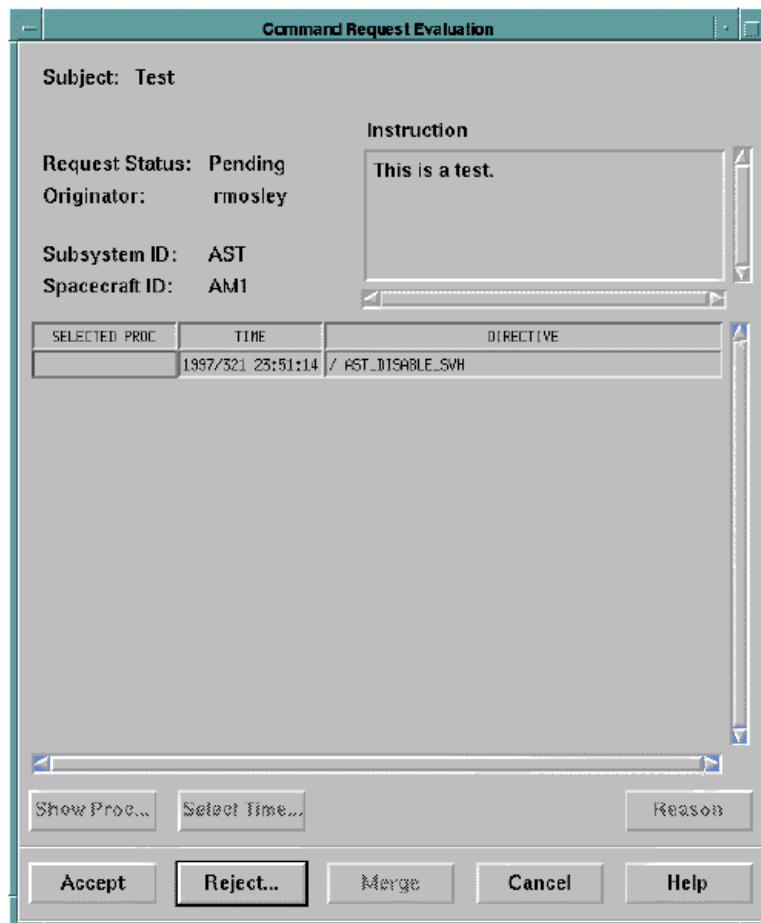 Command Request Evaluation
Subject: Test
Instruction
This is a test.
Request Status: Pending
Originator: rmosley
Subsystem ID: AST
Spacecraft ID: AM1
SELECTED PROC TIME DIRECTIVE
1997/321 23:51:14 / AST_DISABLE_SVH
Show Proc... Select Time... Reason
Accept Reject... Merge Cancel Help